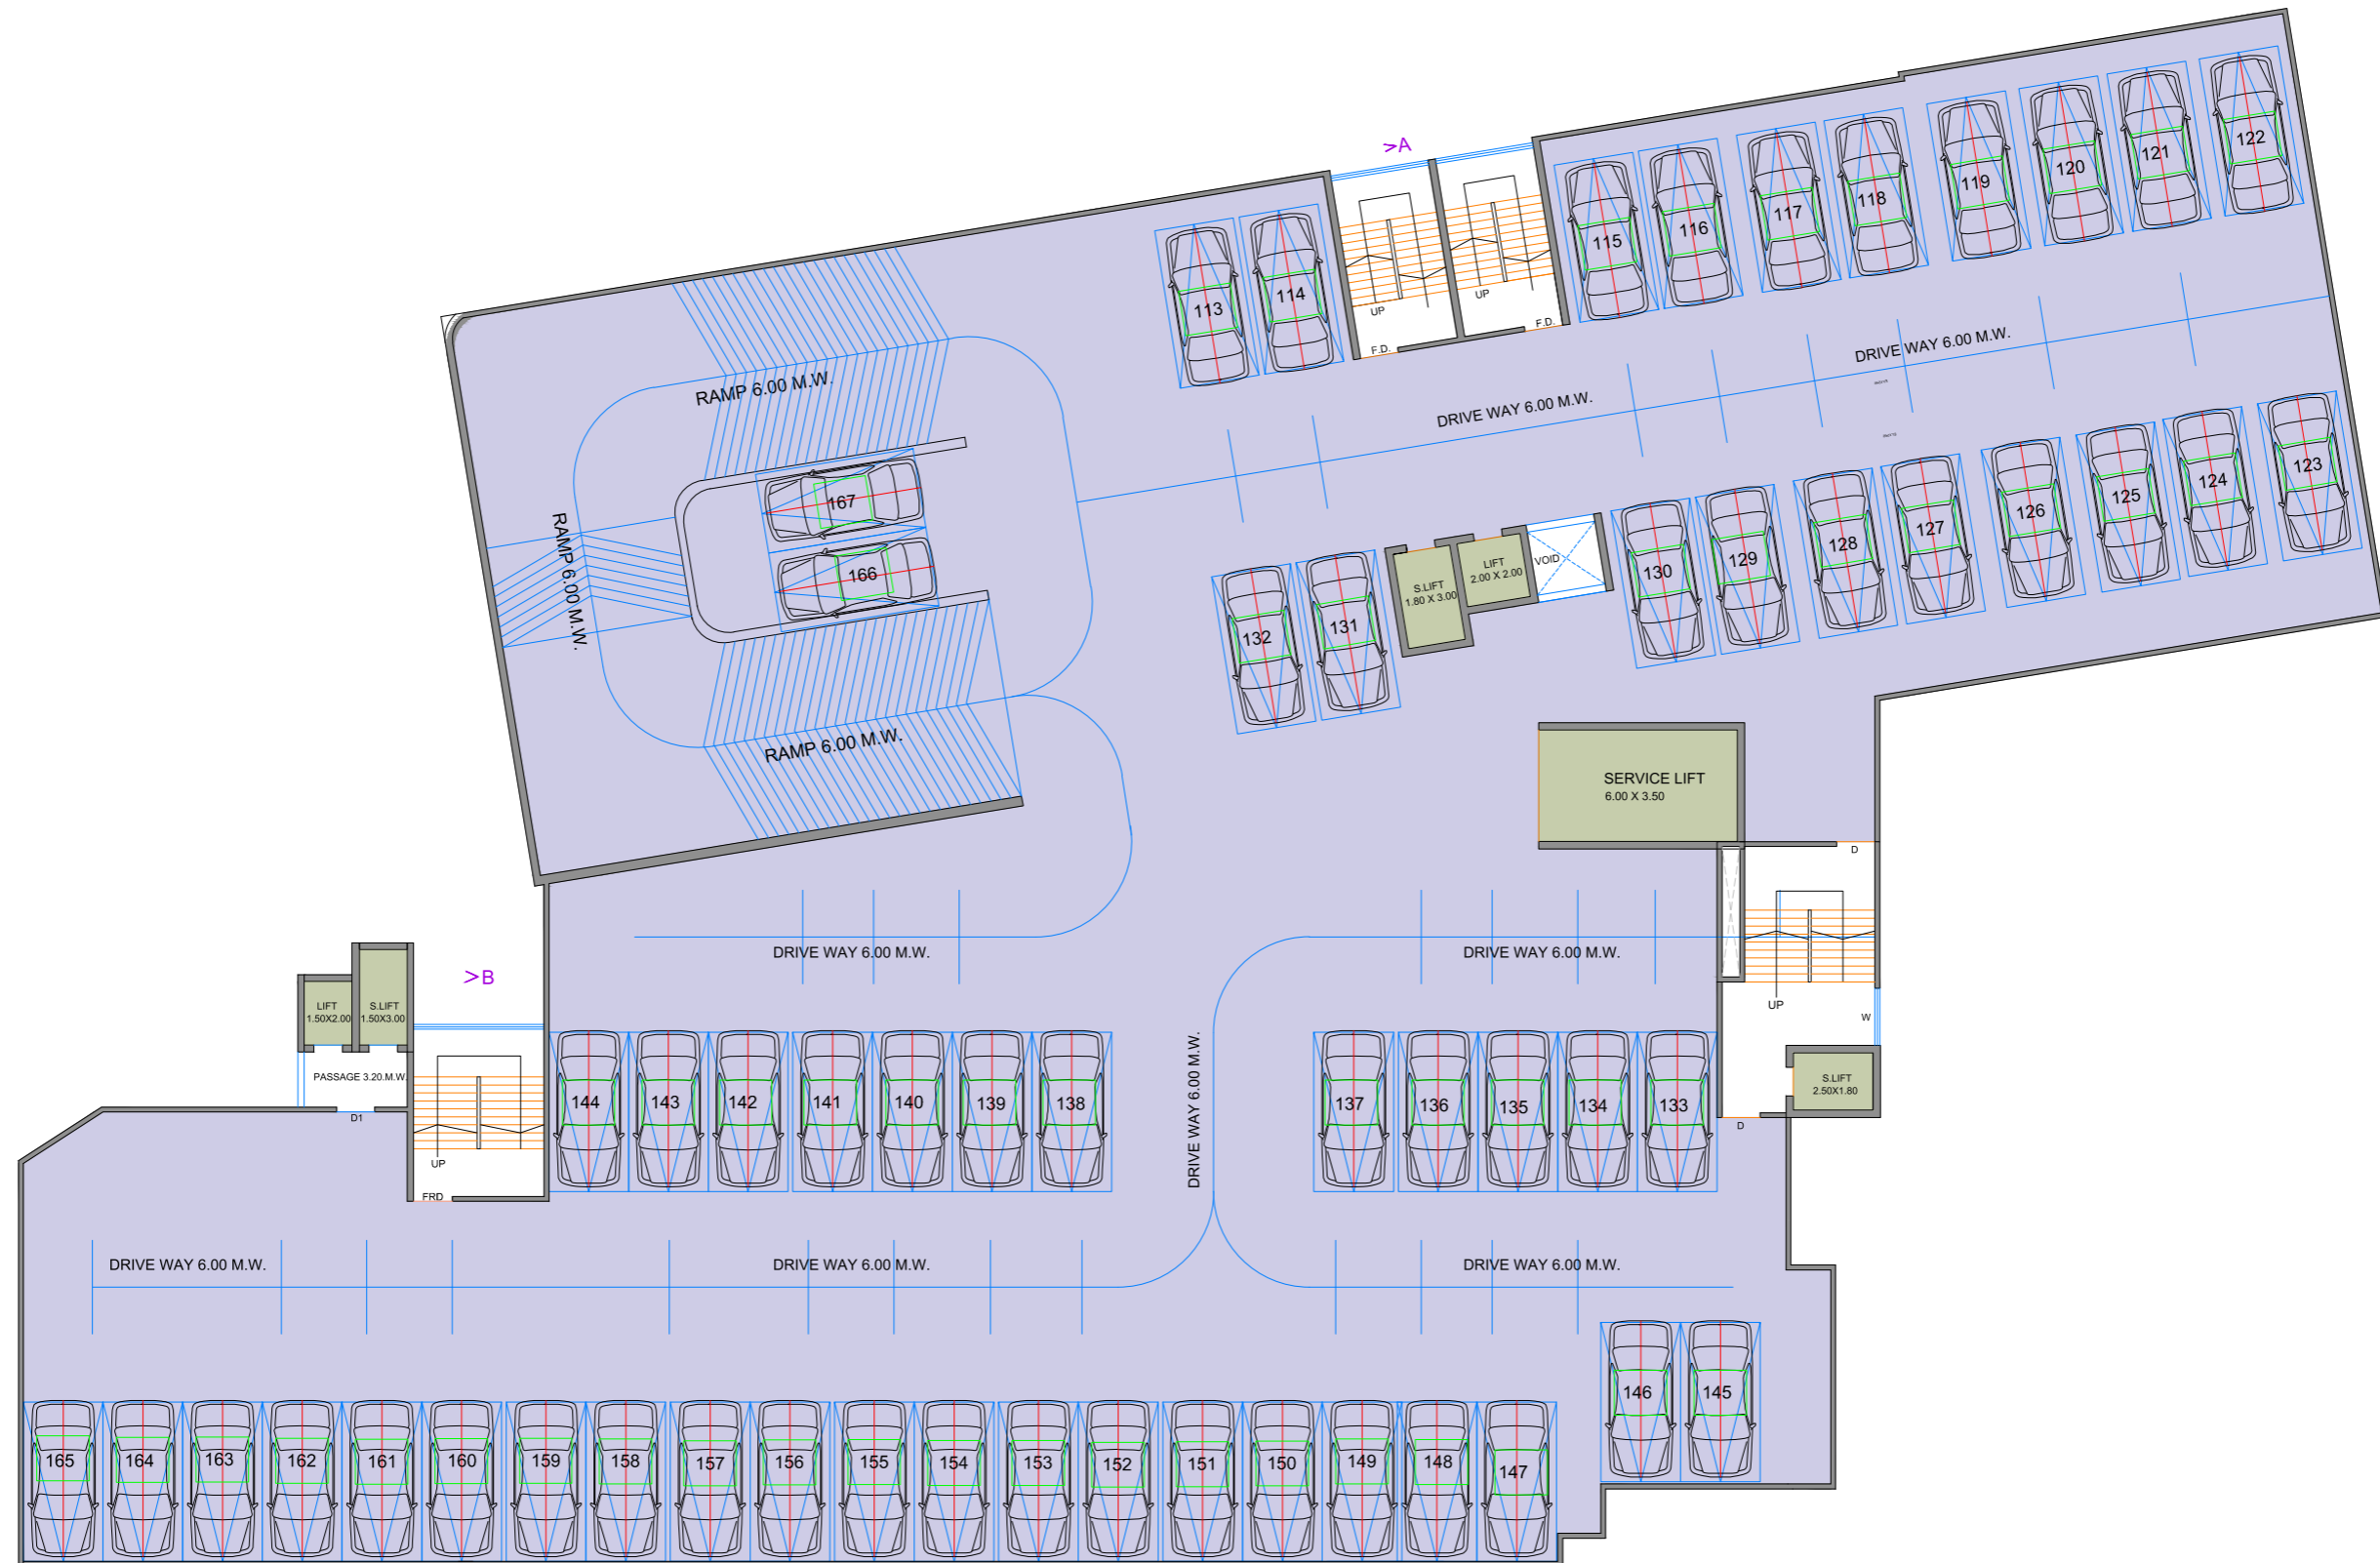 >A
122
121
120
119
118
117
116
115
114
113
UP
UP
F.D.
F.D.
DRIVE WAY 6.00 M.W.
DRIVE WAY 6.00 M.W.
RAMP 6.00 M.W.
RAMP 6.00 M.W.
RAMP 6.00 M.W.
167
166
123
124
125
126
127
128
129
130
131
132
S.LIFT
1.80 X 3.00
LIFT
2.00 X 2.00
VOID
SERVICE LIFT
6.00 X 3.50
D
UP
W
S.LIFT
2.50X1.80
D
DRIVE WAY 6.00 M.W.
DRIVE WAY 6.00 M.W.
>B
LIFT
1.50X2.00
S.LIFT
1.50X3.00
PASSAGE 3.20.M.W.
D1
UP
FRD
144
143
142
141
140
139
138
DRIVE WAY 6.00 M.W.
137
136
135
134
133
DRIVE WAY 6.00 M.W.
DRIVE WAY 6.00 M.W.
DRIVE WAY 6.00 M.W.
146
145
165
164
163
162
161
160
159
158
157
156
155
154
153
152
151
150
149
148
147